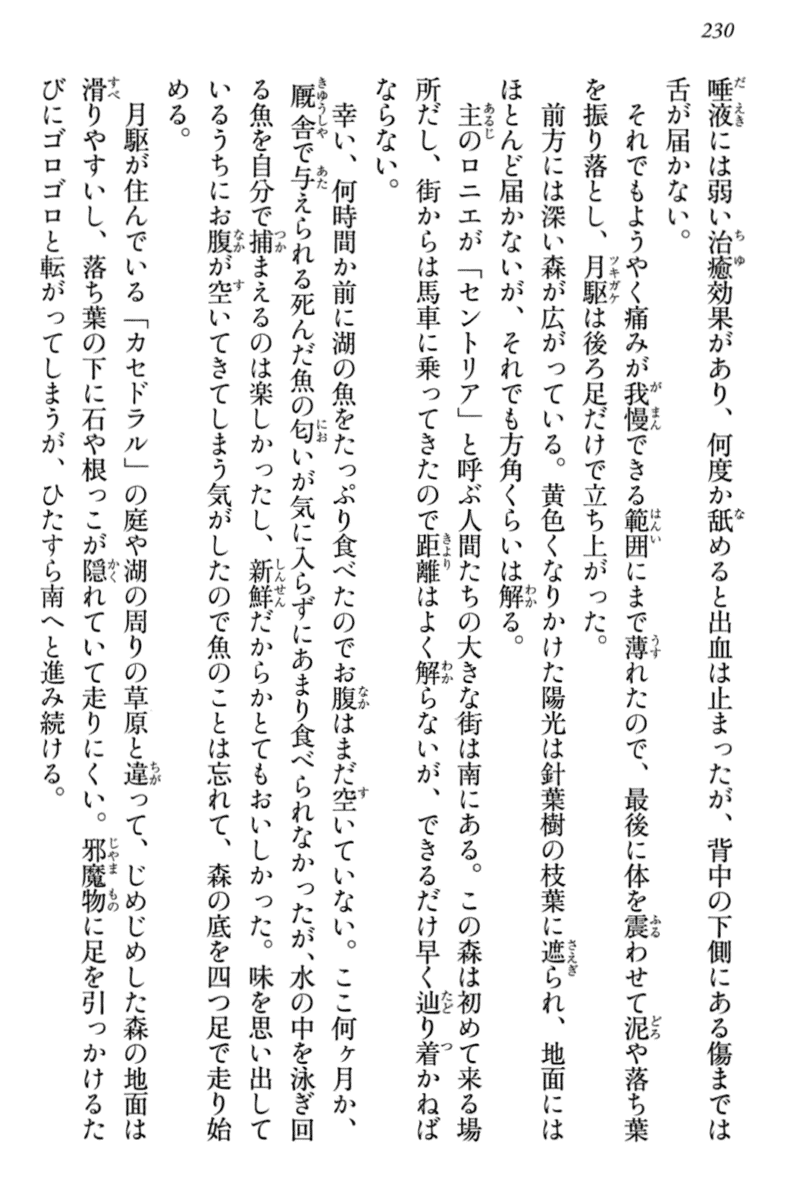 230
唾液には弱い治癒効果があり、何度か舐めると出血は止まったが、背中の下側にある傷までは
舌が届かない。
それでもようやく痛みが我慢できる範囲にまで薄れたので、最後に体を震わせて泥や落ち葉
を振り落とし、月駆は後ろ足だけで立ち上がった。
前方には深い森が広がっている。黄色くなりかけた陽光は針葉樹の枝葉に遮られ、地面には
ほとんど届かないが、それでも方角くらいは解る。
主のロニエが「セントリア」と呼ぶ人間たちの大きな街は南にある。この森は初めて来る場
所だし、街からは馬車に乗ってきたので距離はよく解らないが、できるだけ早く辿り着かねば
ならない。
幸い、何時間か前に湖の魚をたっぷり食べたのでお腹はまだ空いていない。ここ何ヶ月か、
厩舎で与えられる死んだ魚の匂いが気に入らずにあまり食べられなかったが、水の中を泳ぎ回
る魚を自分で捕まえるのは楽しかったし、新鮮だからかとてもおいしかった。味を思い出して
いるうちにお腹が空いてきてしまう気がしたので魚のことは忘れて、森の底を四つ足で走り始
める。
月駆が住んでいる「カセドラル」の庭や湖の周りの草原と違って、じめじめした森の地面は
滑りやすいし、落ち葉の下に石や根っこが隠れていて走りにくい。邪魔物に足を引っかけるた
びにゴロゴロと転がってしまうが、ひたすら南へと進み続ける。